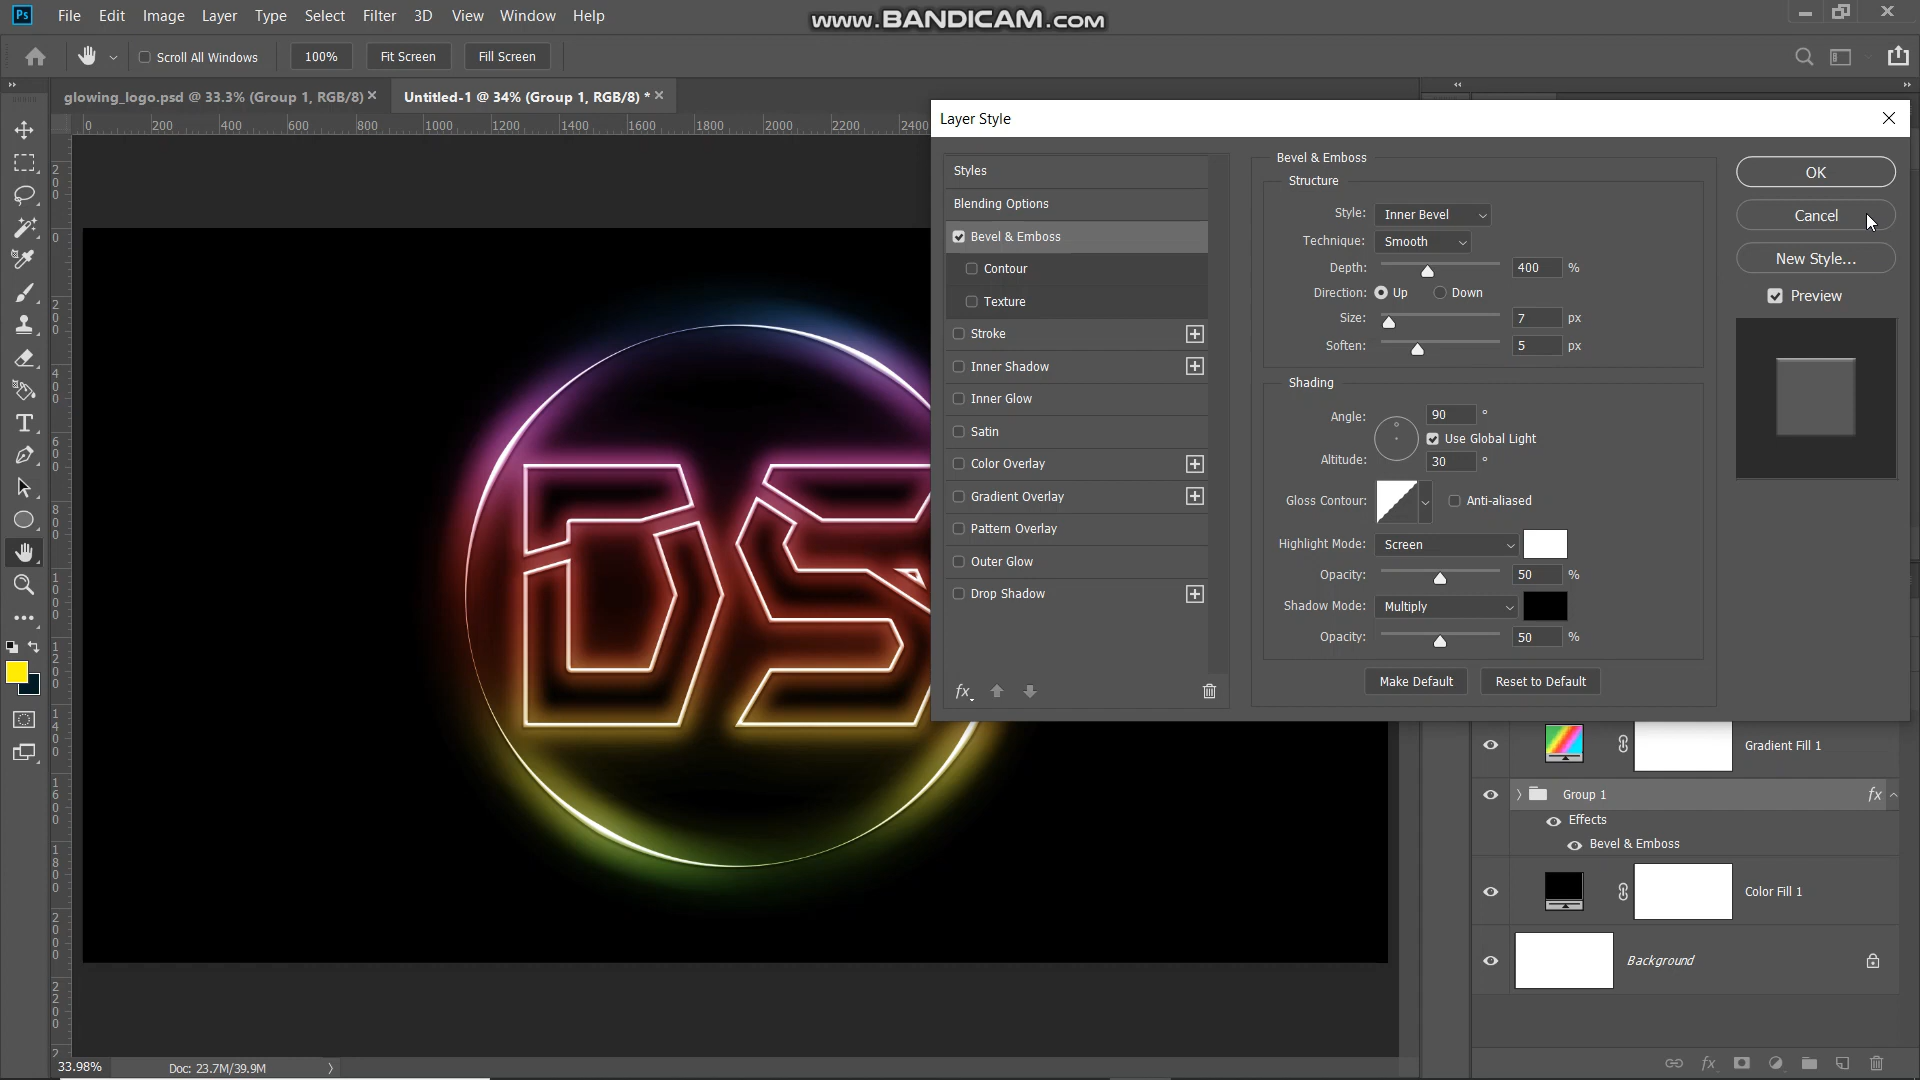 Ps File Edit Image Layer Type Select Filter 3D View Window Help
www.BANDICAM.com
Scroll All Windows 100% Fit Screen Fill Screen
glowing_logo.psd @ 33.3% (Group 1, RGB/8) × Untitled-1 @ 34% (Group 1, RGB/8) * ×
0 200 400 600 800 1000 1200 1400 1600 1800 2000 2200 2400
Layer Style
Styles
Blending Options
Bevel & Emboss
Contour
Texture
Stroke
Inner Shadow
Inner Glow
Satin
Color Overlay
Gradient Overlay
Pattern Overlay
Outer Glow
Drop Shadow
fx
Bevel & Emboss
Structure
Style: Inner Bevel
Technique: Smooth
Depth: 400 %
Direction: Up Down
Size: 7 px
Soften: 5 px
Shading
Angle: 90 °
Use Global Light
Altitude: 30 °
Gloss Contour: Anti-aliased
Highlight Mode: Screen
Opacity: 50 %
Shadow Mode: Multiply
Opacity: 50 %
Make Default Reset to Default
OK
Cancel
New Style...
Preview
DS
Gradient Fill 1
Group 1 fx
Effects
Bevel & Emboss
Color Fill 1
Background
33.98% Doc: 23.7M/39.9M
fx